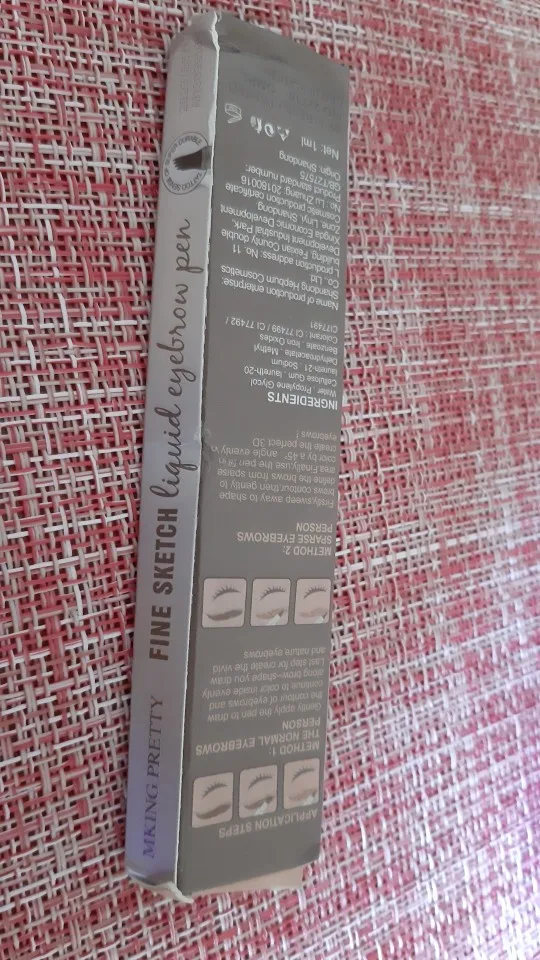 MKING PRETTY
FINE SKETCH liquid eyebrow pen
APPLICATION STEPS
METHOD 1:
THE NORMAL EYEBROWS
PERSON
Gently apply the pen to draw
the contour of eyebrows and
continue to color inside evenly
along brow-shape you draw
Last step for create the vivid
and nature eyebrows
METHOD 2:
SPARSE EYEBROWS
PERSON
Firstly,sweep away to shape
brows contour,then gently to
define the brows from sparse
area.Finally,use the pen fill in
color by a 45° angle evenly
create the perfect 3D
eyebrows !
INGREDIENTS
Water . Propylene Glycol
Cellulose Gum . laureth-20
laureth-21 . Sodium
Dehydroacetate . Methyl
Benzoate . Iron Oxides
Colorant : CI 77499 / CI 77492 /
CI77491
Name of production enterprise:
Shandong Hepburn Cosmetics
Co., Ltd
L production address: No. 11
building, Feixian County double
Development Industrial Park,
Xingda Economic Development
Zone, Linyi, Shandong.
Cosmetic production certificate
No.: Lu Zhuang: 20180016
Product standard number:
GB/T27575
Origin: Shandong
Net: 1ml